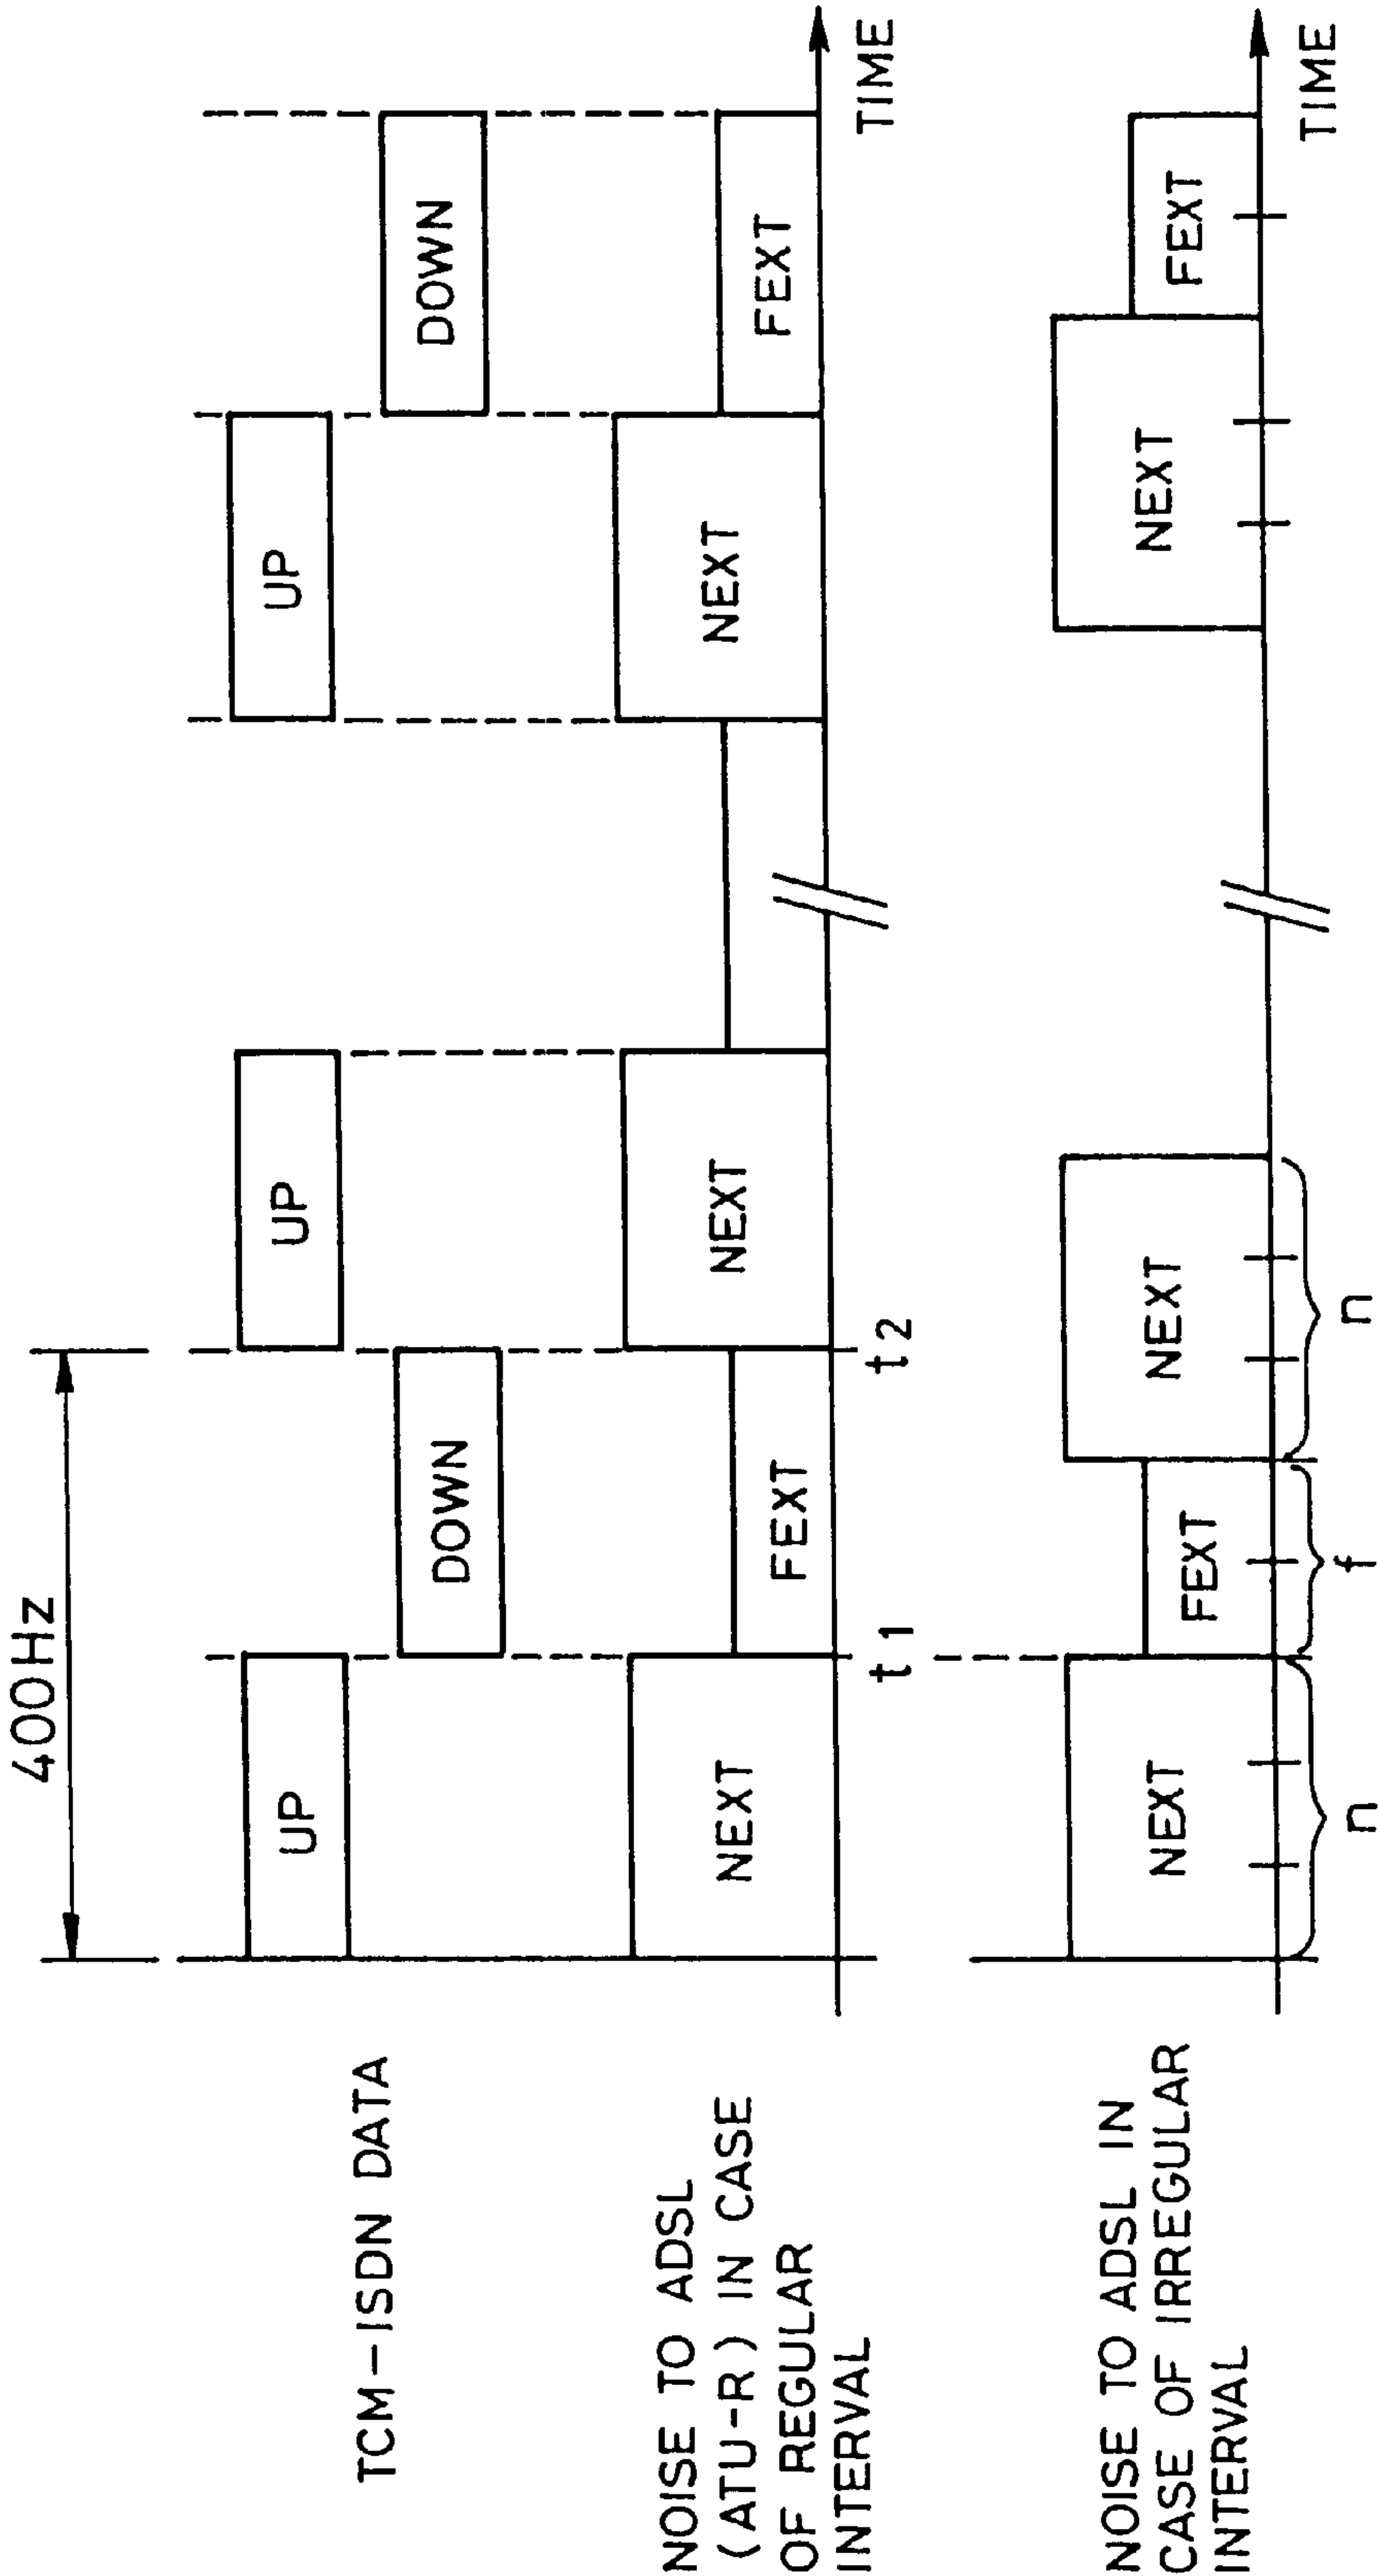 400Hz
TCM-ISDN DATA
UP
UP
UP
DOWN
DOWN
NOISE TO ADSL
(ATU-R) IN CASE
OF REGULAR
INTERVAL
NEXT
FEXT
NEXT
NEXT
FEXT
t1
t2
TIME
NOISE TO ADSL IN
CASE OF IRREGULAR
INTERVAL
NEXT
FEXT
NEXT
NEXT
FEXT
n
f
n
TIME